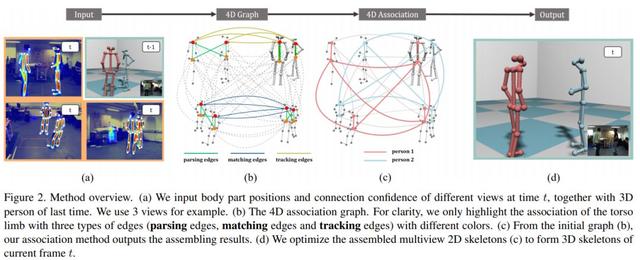 Input
4D Graph
4D Association
Output
t
t-1
t
t
t
parsing edges
matching edges
tracking edges
person 1
person 2
(a)
(b)
(c)
(d)
Figure 2. Method overview. (a) We input body part positions and connection confidence of different views at time t, together with 3D
person of last time. We use 3 views for example. (b) The 4D association graph. For clarity, we only highlight the association of the torso
limb with three types of edges (parsing edges, matching edges and tracking edges) with different colors. (c) From the initial graph (b),
our association method outputs the assembling results. (d) We optimize the assembled multiview 2D skeletons (c) to form 3D skeletons of
current frame t.